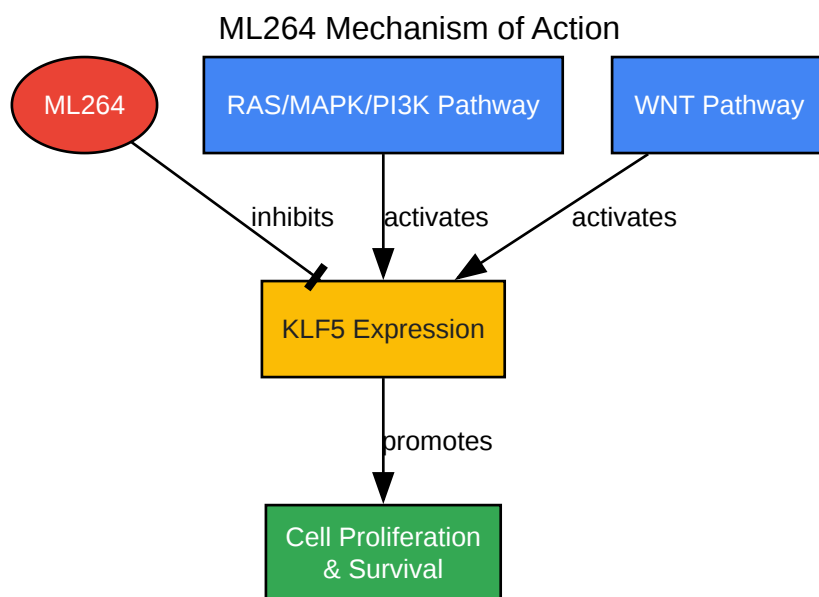 ML264 Mechanism of Action
ML264
RAS/MAPK/PI3K Pathway
WNT Pathway
inhibits
activates
activates
KLF5 Expression
promotes
Cell Proliferation
& Survival